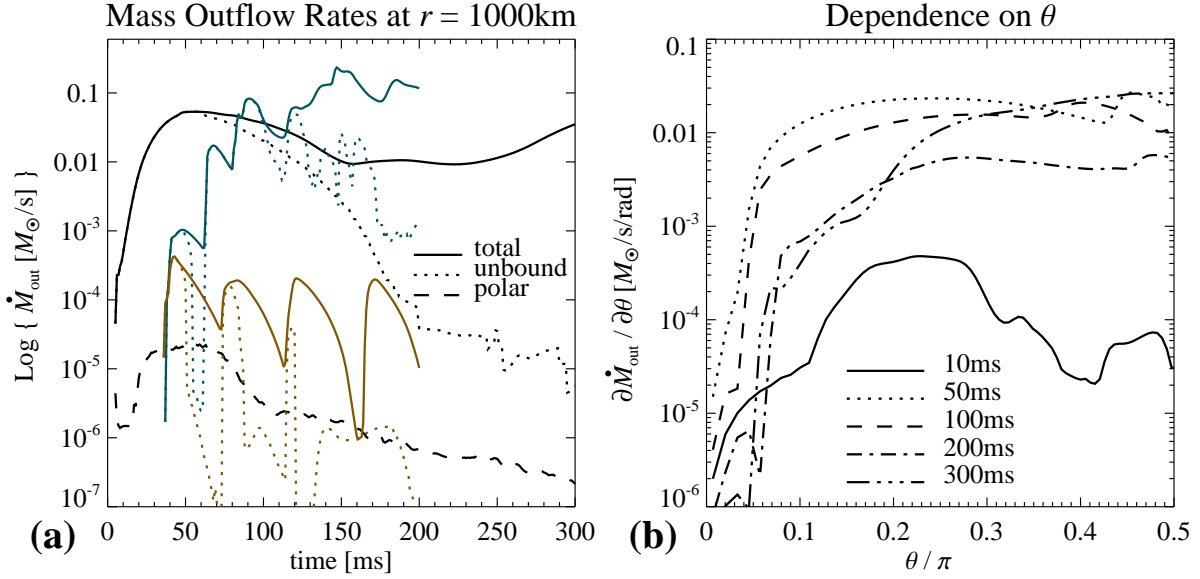 Mass Outflow Rates at r = 1000km
Log { Ṁout [M⊙/s] }
0.1
0.01
10⁻³
10⁻⁴
10⁻⁵
10⁻⁶
10⁻⁷
total
unbound
polar
0 50 100 150 200 250 300
time [ms]
(a)
Dependence on θ
∂Ṁout / ∂θ [M⊙/s/rad]
0.1
0.01
10⁻³
10⁻⁴
10⁻⁵
10⁻⁶
10ms
50ms
100ms
200ms
300ms
0 0.1 0.2 0.3 0.4 0.5
θ / π
(b)